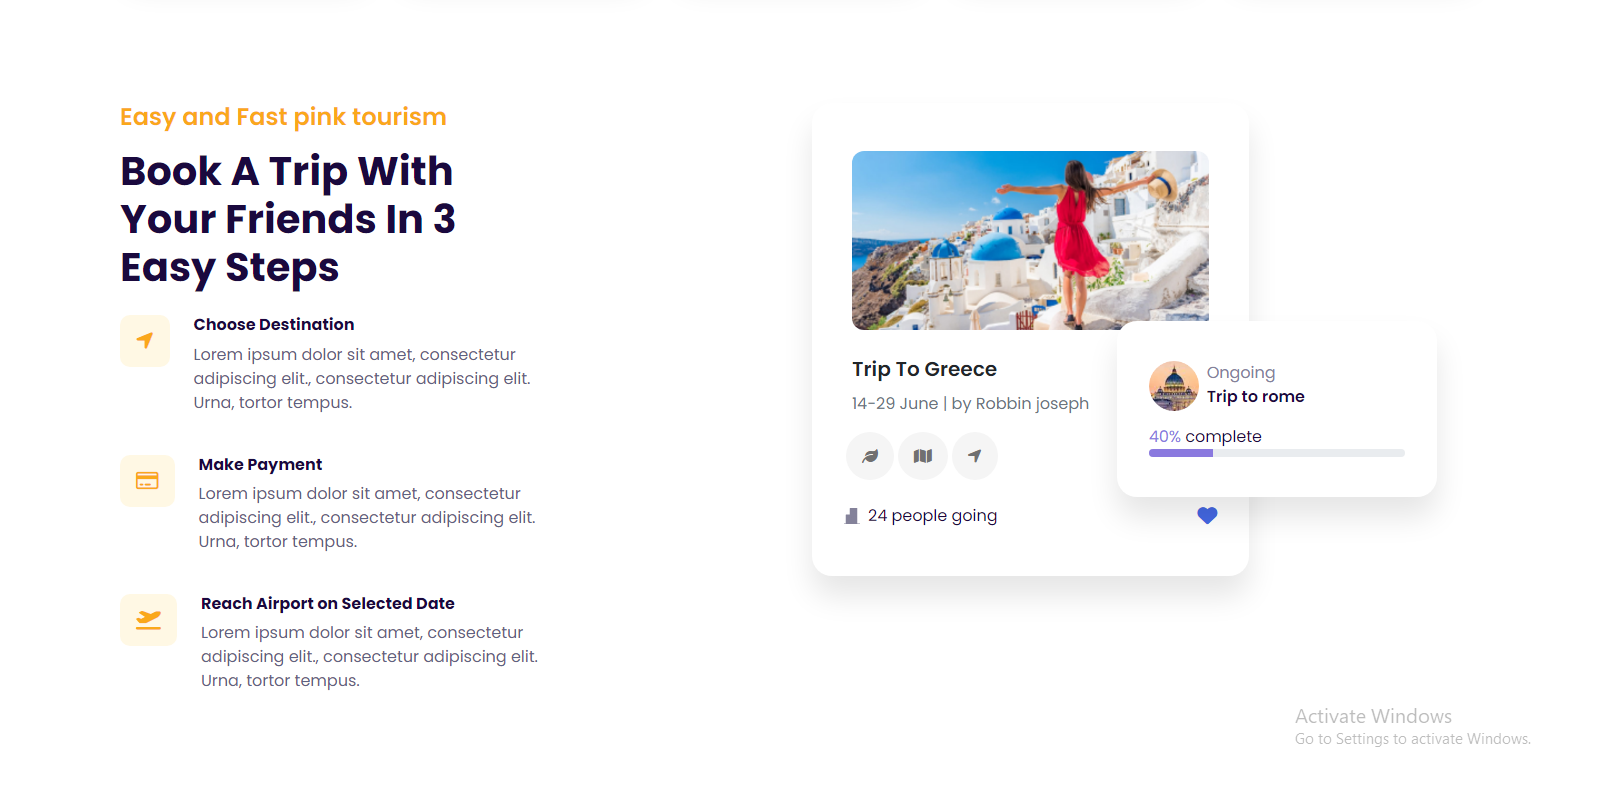 Easy and Fast pink tourism
Book A Trip With
Your Friends In 3
Easy Steps
Choose Destination
Lorem ipsum dolor sit amet, consectetur
adipiscing elit., consectetur adipiscing elit.
Urna, tortor tempus.
Make Payment
Lorem ipsum dolor sit amet, consectetur
adipiscing elit., consectetur adipiscing elit.
Urna, tortor tempus.
Reach Airport on Selected Date
Lorem ipsum dolor sit amet, consectetur
adipiscing elit., consectetur adipiscing elit.
Urna, tortor tempus.
Trip To Greece
14-29 June | by Robbin joseph
24 people going
Ongoing
Trip to rome
40% complete
Activate Windows
Go to Settings to activate Windows.